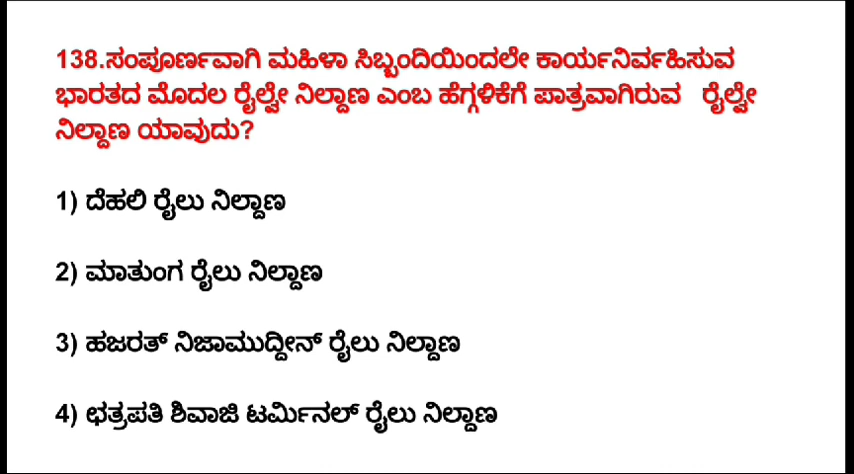 138.ಸಂಪೂರ್ಣವಾಗಿ ಮಹಿಳಾ ಸಿಬ್ಬಂದಿಯಿಂದಲೇ ಕಾರ್ಯನಿರ್ವಹಿಸುವ
ಭಾರತದ ಮೊದಲ ರೈಲ್ವೇ ನಿಲ್ದಾಣ ಎಂಬ ಹೆಗ್ಗಳಿಕೆಗೆ ಪಾತ್ರವಾಗಿರುವ ರೈಲ್ವೇ
ನಿಲ್ದಾಣ ಯಾವುದು?
1) ದೆಹಲಿ ರೈಲು ನಿಲ್ದಾಣ
2) ಮಾತುಂಗ ರೈಲು ನಿಲ್ದಾಣ
3) ಹಜರತ್ ನಿಜಾಮುದ್ದೀನ್ ರೈಲು ನಿಲ್ದಾಣ
4) ಛತ್ರಪತಿ ಶಿವಾಜಿ ಟರ್ಮಿನಲ್ ರೈಲು ನಿಲ್ದಾಣ